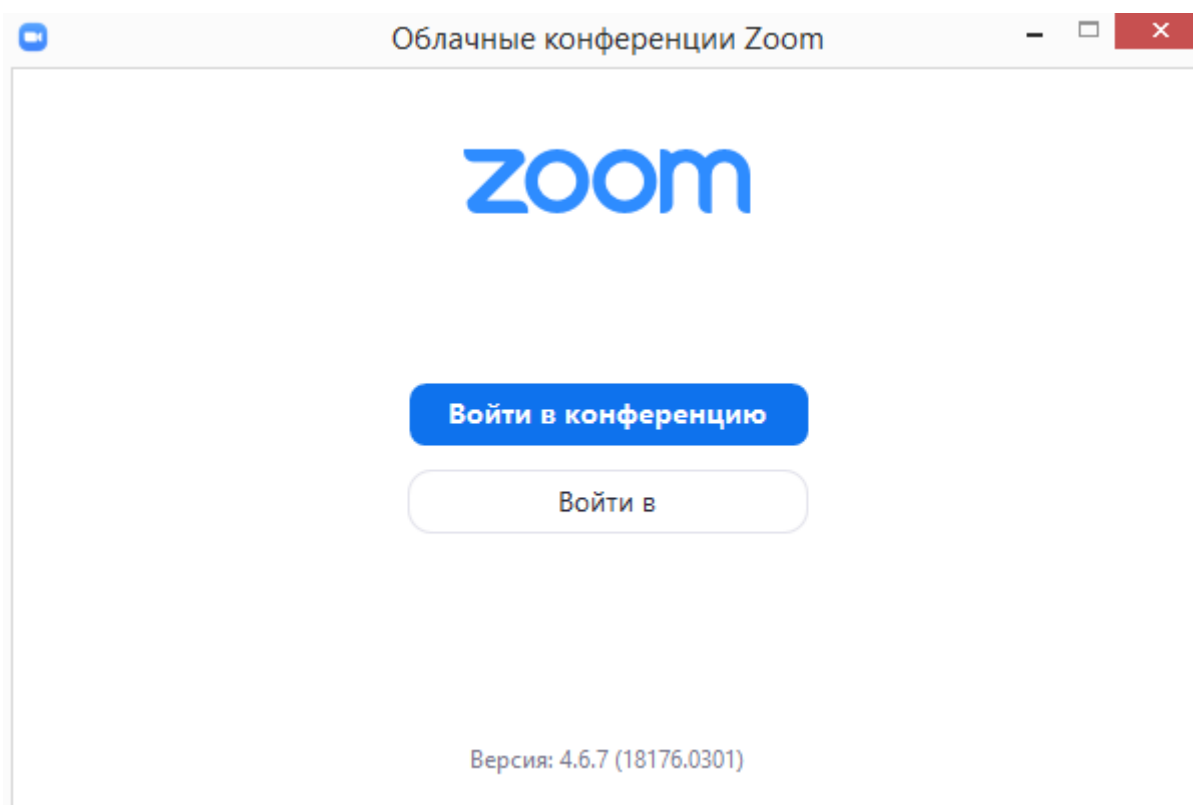 Облачные конференции Zoom
zoom
Войти в конференцию
Войти в
Версия: 4.6.7 (18176.0301)